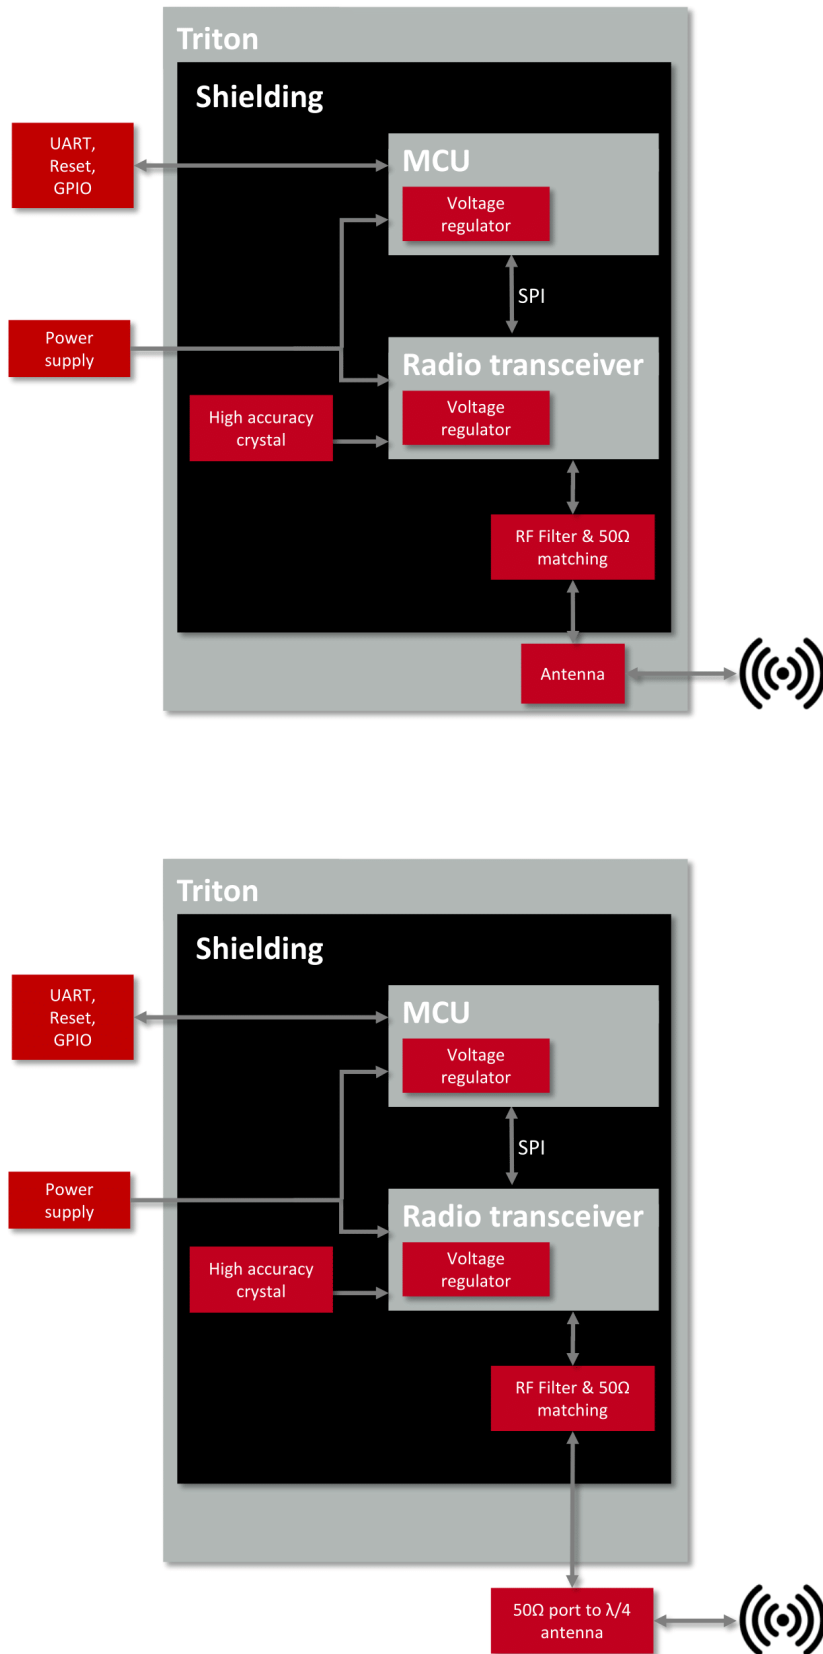 Triton
Shielding
UART,
Reset,
GPIO
MCU
Voltage
regulator
SPI
Power
supply
Radio transceiver
Voltage
regulator
High accuracy
crystal
RF Filter & 50Ω
matching
Antenna
Triton
Shielding
UART,
Reset,
GPIO
MCU
Voltage
regulator
SPI
Power
supply
Radio transceiver
Voltage
regulator
High accuracy
crystal
RF Filter & 50Ω
matching
50Ω port to λ/4
antenna